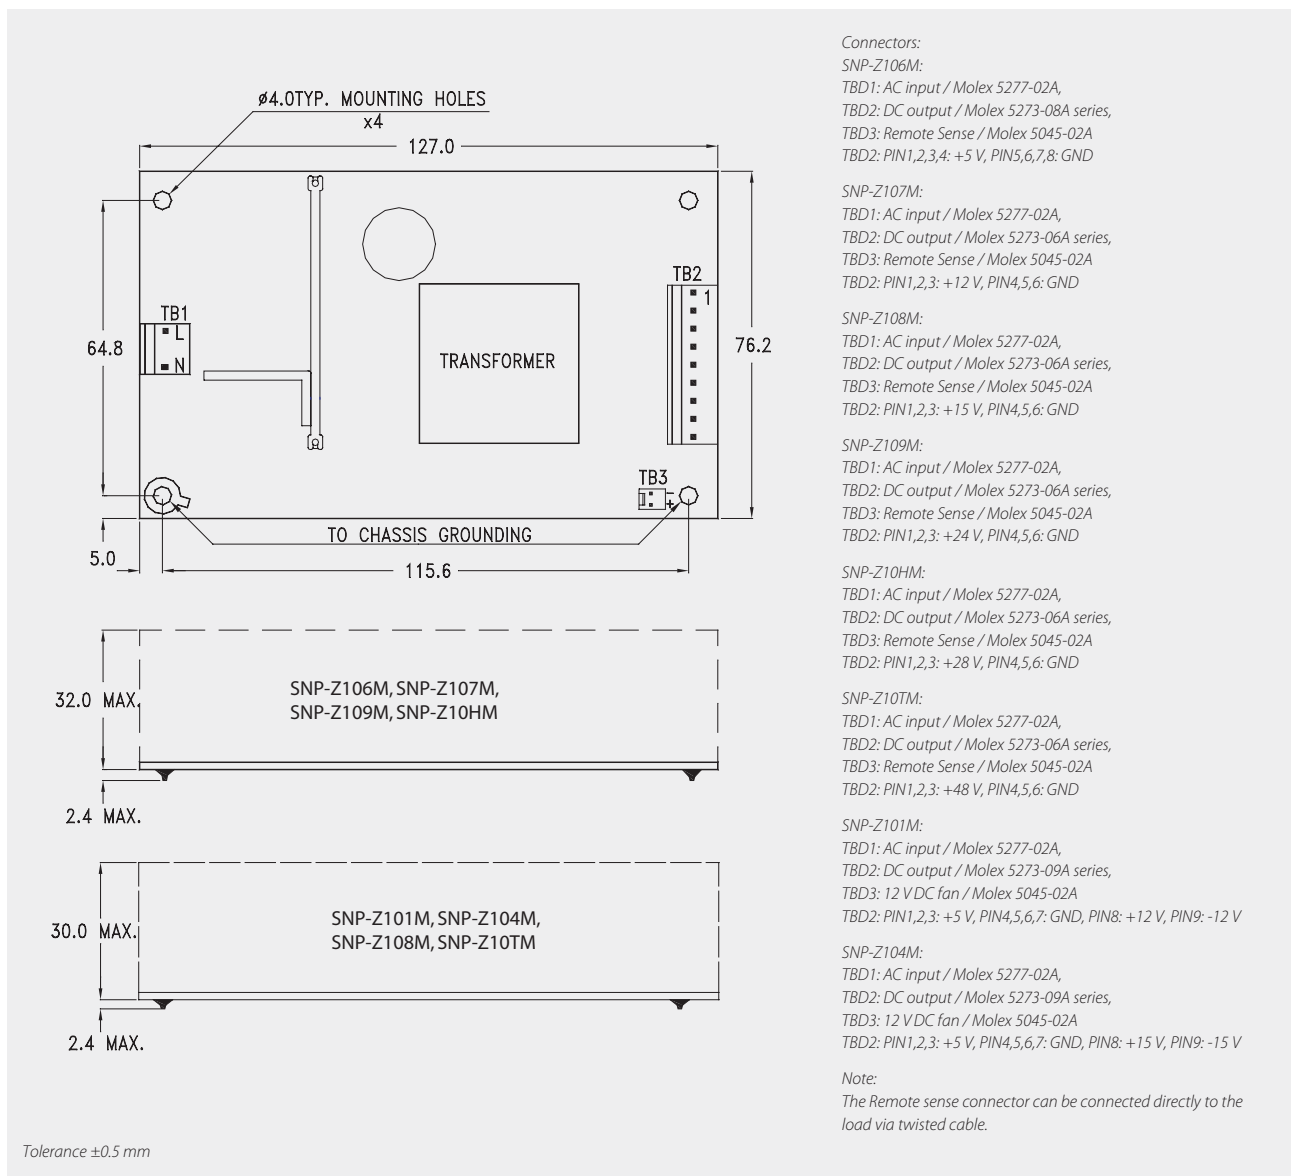 ø4.0TYP. MOUNTING HOLES
x4
127.0
TB1
L
N
64.8
TRANSFORMER
TB2
1
76.2
TB3
-
+
TO CHASSIS GROUNDING
5.0
115.6
32.0 MAX.
SNP-Z106M, SNP-Z107M,
SNP-Z109M, SNP-Z10HM
2.4 MAX.
30.0 MAX.
SNP-Z101M, SNP-Z104M,
SNP-Z108M, SNP-Z10TM
2.4 MAX.
Tolerance ±0.5 mm
Connectors:
SNP-Z106M:
TBD1: AC input / Molex 5277-02A,
TBD2: DC output / Molex 5273-08A series,
TBD3: Remote Sense / Molex 5045-02A
TBD2: PIN1,2,3,4: +5 V, PIN5,6,7,8: GND
SNP-Z107M:
TBD1: AC input / Molex 5277-02A,
TBD2: DC output / Molex 5273-06A series,
TBD3: Remote Sense / Molex 5045-02A
TBD2: PIN1,2,3: +12 V, PIN4,5,6: GND
SNP-Z108M:
TBD1: AC input / Molex 5277-02A,
TBD2: DC output / Molex 5273-06A series,
TBD3: Remote Sense / Molex 5045-02A
TBD2: PIN1,2,3: +15 V, PIN4,5,6: GND
SNP-Z109M:
TBD1: AC input / Molex 5277-02A,
TBD2: DC output / Molex 5273-06A series,
TBD3: Remote Sense / Molex 5045-02A
TBD2: PIN1,2,3: +24 V, PIN4,5,6: GND
SNP-Z10HM:
TBD1: AC input / Molex 5277-02A,
TBD2: DC output / Molex 5273-06A series,
TBD3: Remote Sense / Molex 5045-02A
TBD2: PIN1,2,3: +28 V, PIN4,5,6: GND
SNP-Z10TM:
TBD1: AC input / Molex 5277-02A,
TBD2: DC output / Molex 5273-06A series,
TBD3: Remote Sense / Molex 5045-02A
TBD2: PIN1,2,3: +48 V, PIN4,5,6: GND
SNP-Z101M:
TBD1: AC input / Molex 5277-02A,
TBD2: DC output / Molex 5273-09A series,
TBD3: 12 V DC fan / Molex 5045-02A
TBD2: PIN1,2,3: +5 V, PIN4,5,6,7: GND, PIN8: +12 V, PIN9: -12 V
SNP-Z104M:
TBD1: AC input / Molex 5277-02A,
TBD2: DC output / Molex 5273-09A series,
TBD3: 12 V DC fan / Molex 5045-02A
TBD2: PIN1,2,3: +5 V, PIN4,5,6,7: GND, PIN8: +15 V, PIN9: -15 V
Note:
The Remote sense connector can be connected directly to the
load via twisted cable.